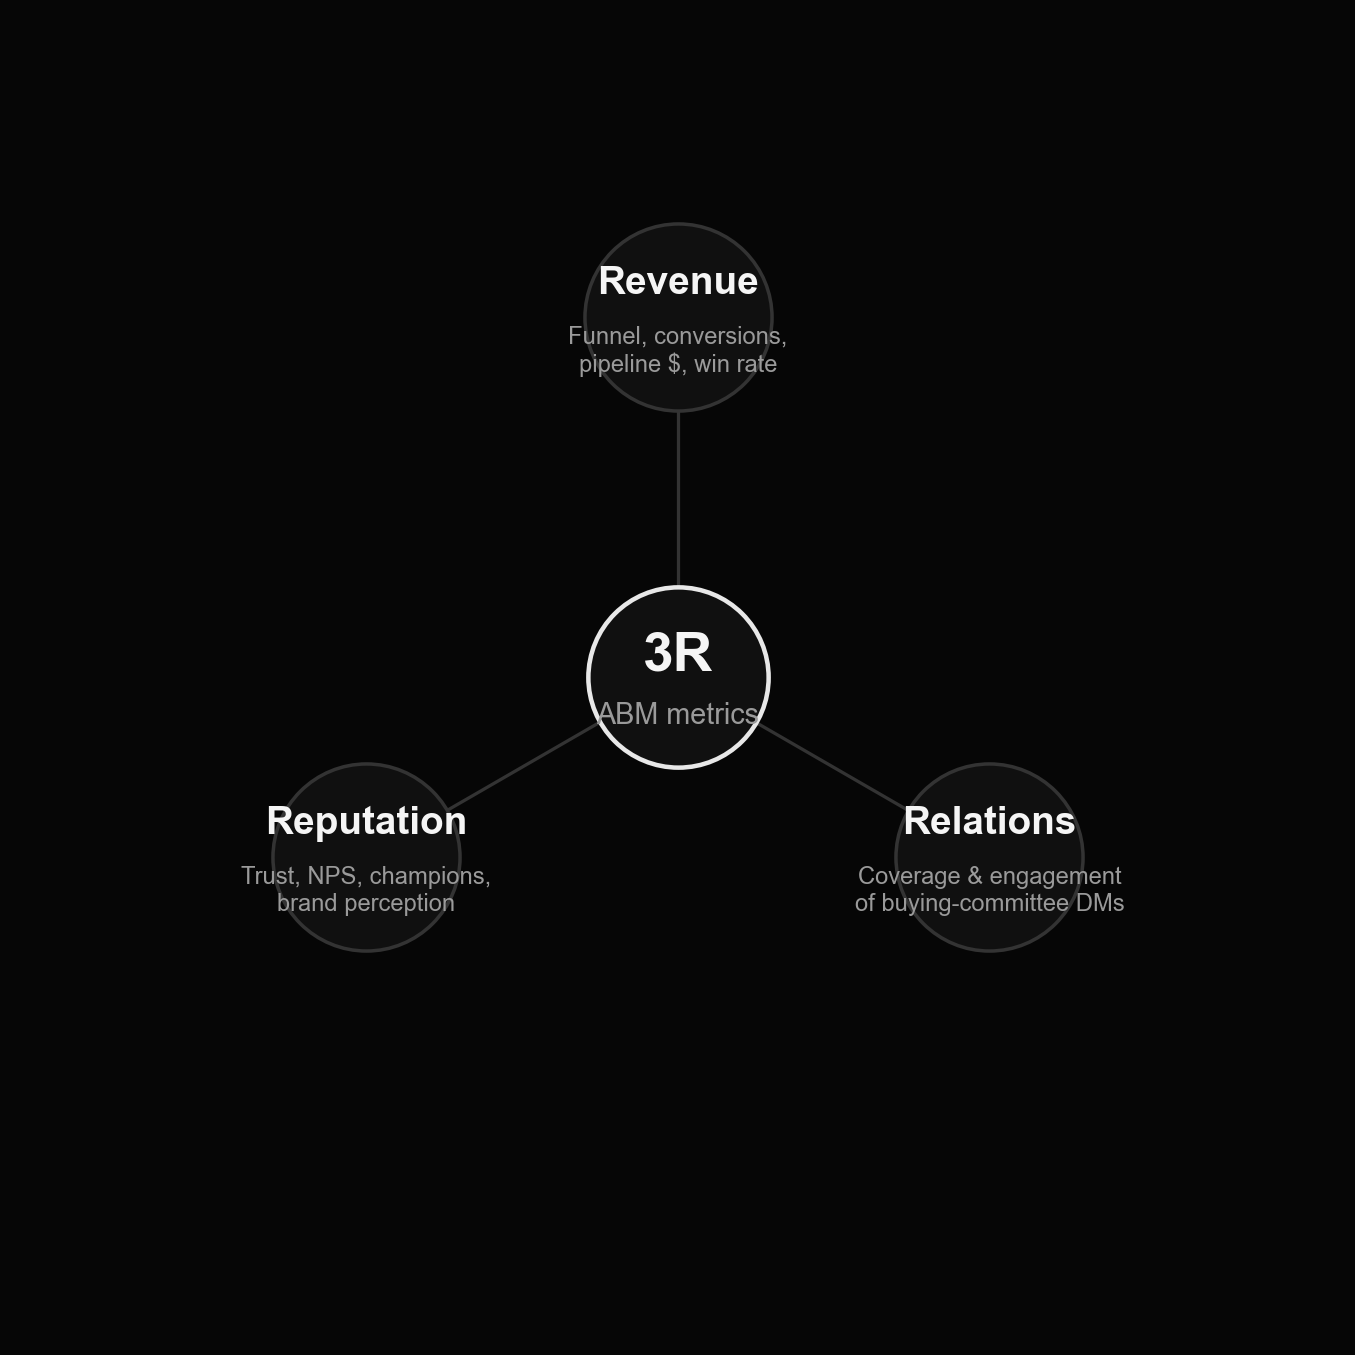 Revenue
Funnel, conversions,
pipeline $, win rate
3R
ABM metrics
Reputation
Trust, NPS, champions,
brand perception
Relations
Coverage & engagement
of buying-committee DMs